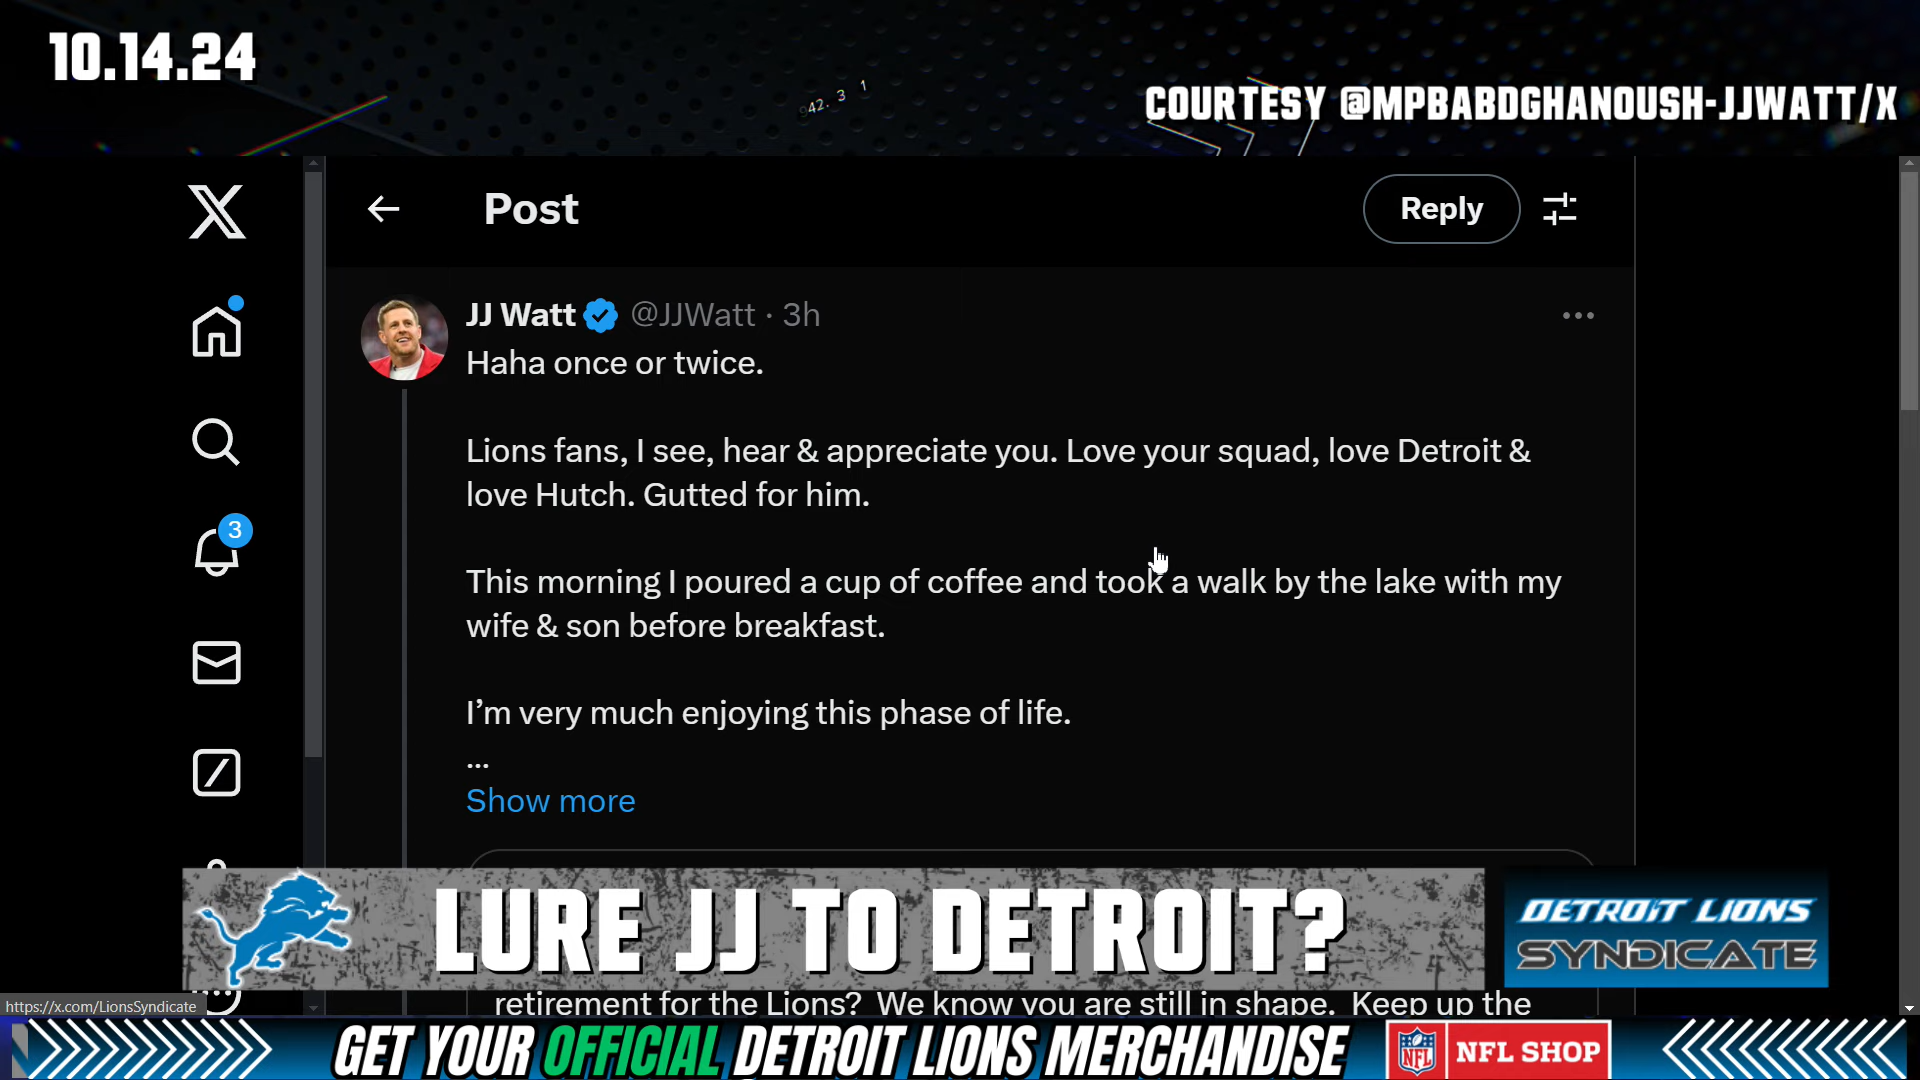 10.14.24
942. 3 1
COURTESY @MPBABDGHANOUSH-JJWATT/X
Post
Reply
JJ Watt @JJWatt · 3h
Haha once or twice.
Lions fans, I see, hear & appreciate you. Love your squad, love Detroit &
love Hutch. Gutted for him.
3
This morning I poured a cup of coffee and took a walk by the lake with my
wife & son before breakfast.
I’m very much enjoying this phase of life.
...
Show more
LURE JJ TO DETROIT?
DETROIT LIONS
SYNDICATE
retirement for the Lions? We know you are still in shape. Keep up the
https://x.com/LionsSyndicate
GET YOUR OFFICIAL DETROIT LIONS MERCHANDISE
NFL
NFL SHOP